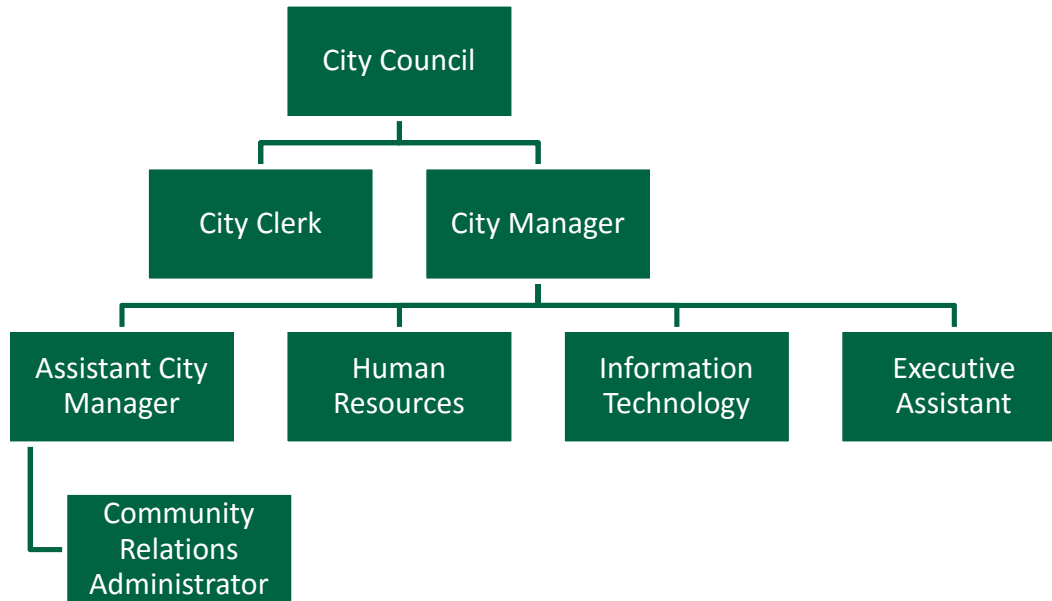 City Council
City Clerk
City Manager
Assistant City
Manager
Human
Resources
Information
Technology
Executive
Assistant
Community
Relations
Administrator